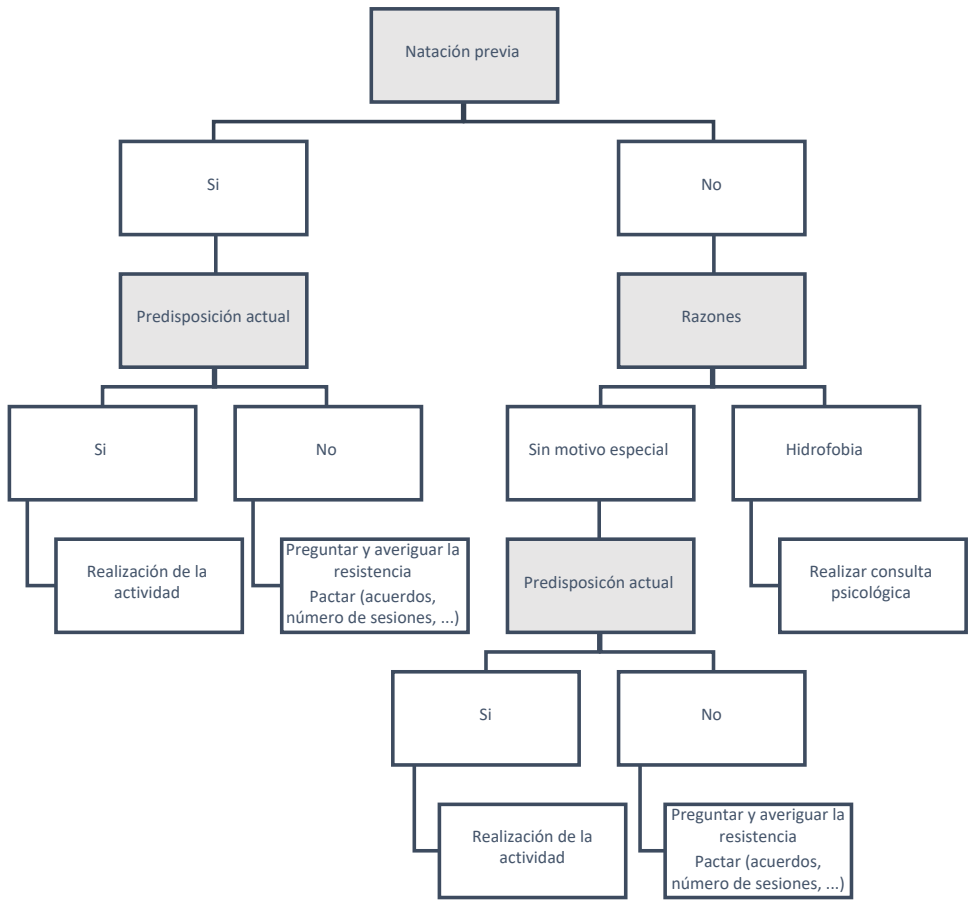 Natación previa
Si
No
Predisposición actual
Razones
Si
No
Sin motivo especial
Hidrofobia
Realización de la
actividad
Preguntar y averiguar la
resistencia
Pactar (acuerdos,
número de sesiones, ...)
Predisposicón actual
Realizar consulta
psicológica
Si
No
Realización de la
actividad
Preguntar y averiguar la
resistencia
Pactar (acuerdos,
número de sesiones, ...)